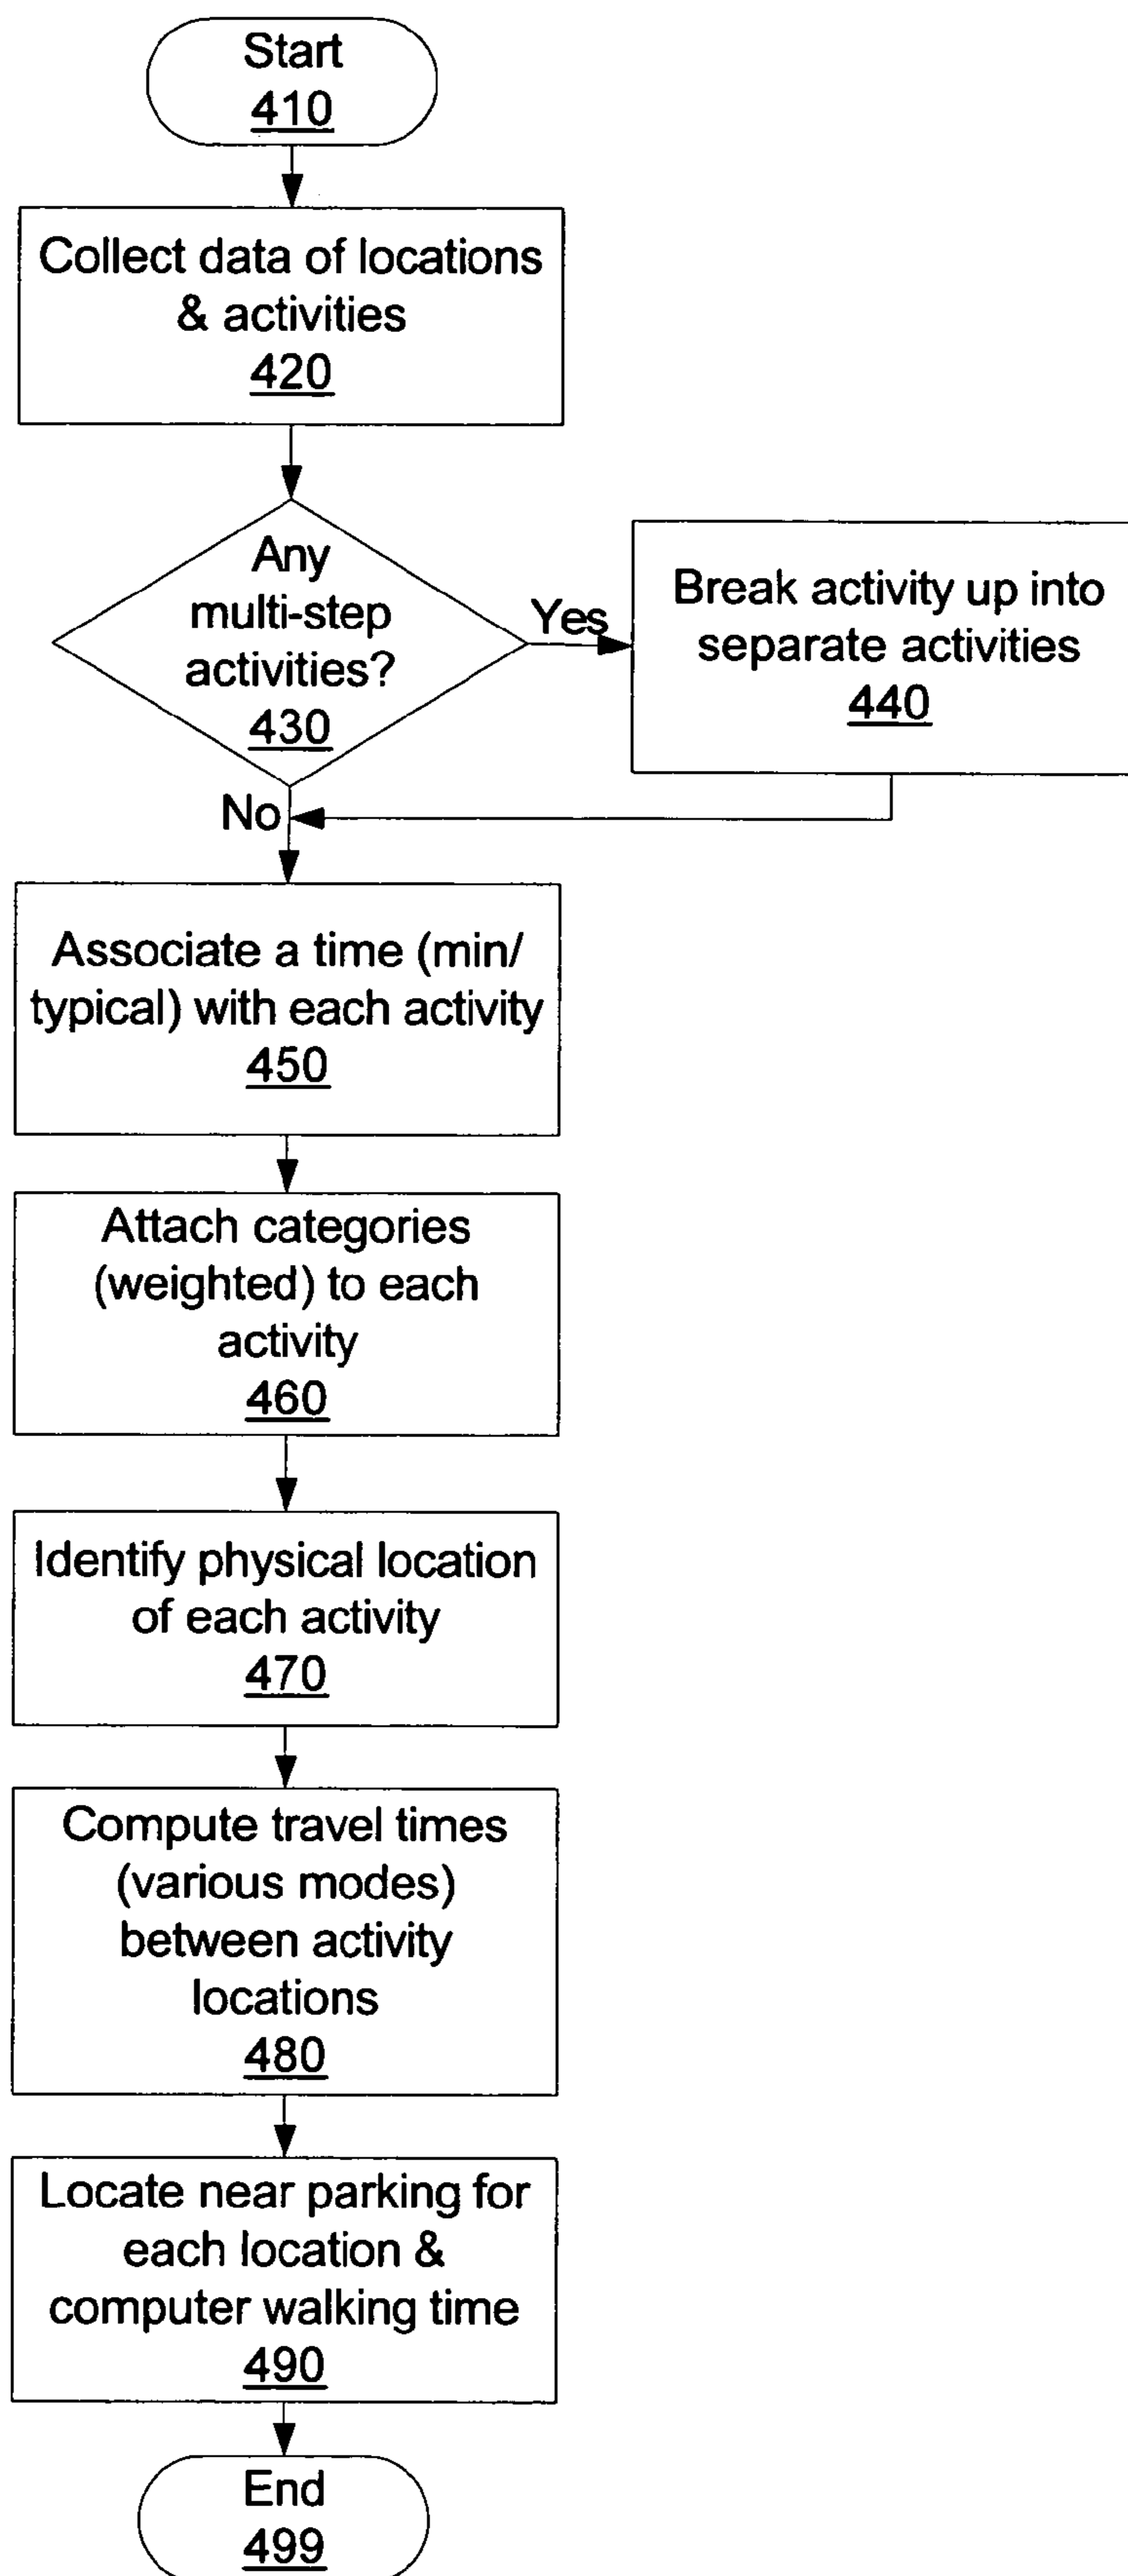 Start
410
Collect data of locations
& activities
420
Any
multi-step
activities?
430
Yes
Break activity up into
separate activities
440
No
Associate a time (min/
typical) with each activity
450
Attach categories
(weighted) to each
activity
460
Identify physical location
of each activity
470
Compute travel times
(various modes)
between activity
locations
480
Locate near parking for
each location &
computer walking time
490
End
499